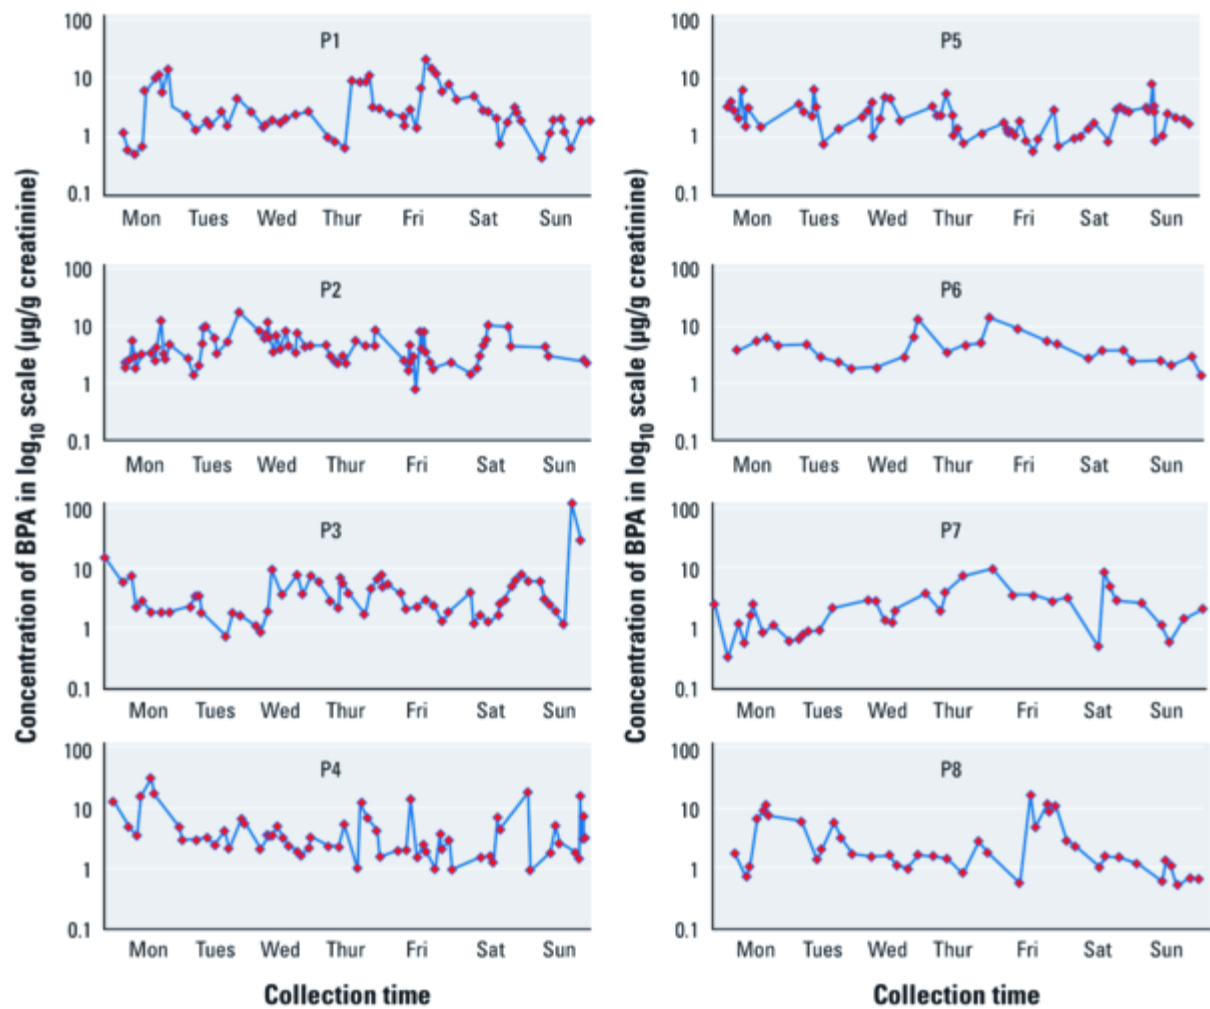 Concentration of BPA in log10 scale (µg/g creatinine)
P1
100
10
1
0.1
Mon Tues Wed Thur Fri Sat Sun
P2
100
10
1
0.1
Mon Tues Wed Thur Fri Sat Sun
P3
100
10
1
0.1
Mon Tues Wed Thur Fri Sat Sun
P4
100
10
1
0.1
Mon Tues Wed Thur Fri Sat Sun
Collection time
Concentration of BPA in log10 scale (µg/g creatinine)
P5
100
10
1
0.1
Mon Tues Wed Thur Fri Sat Sun
P6
100
10
1
0.1
Mon Tues Wed Thur Fri Sat Sun
P7
100
10
1
0.1
Mon Tues Wed Thur Fri Sat Sun
P8
100
10
1
0.1
Mon Tues Wed Thur Fri Sat Sun
Collection time